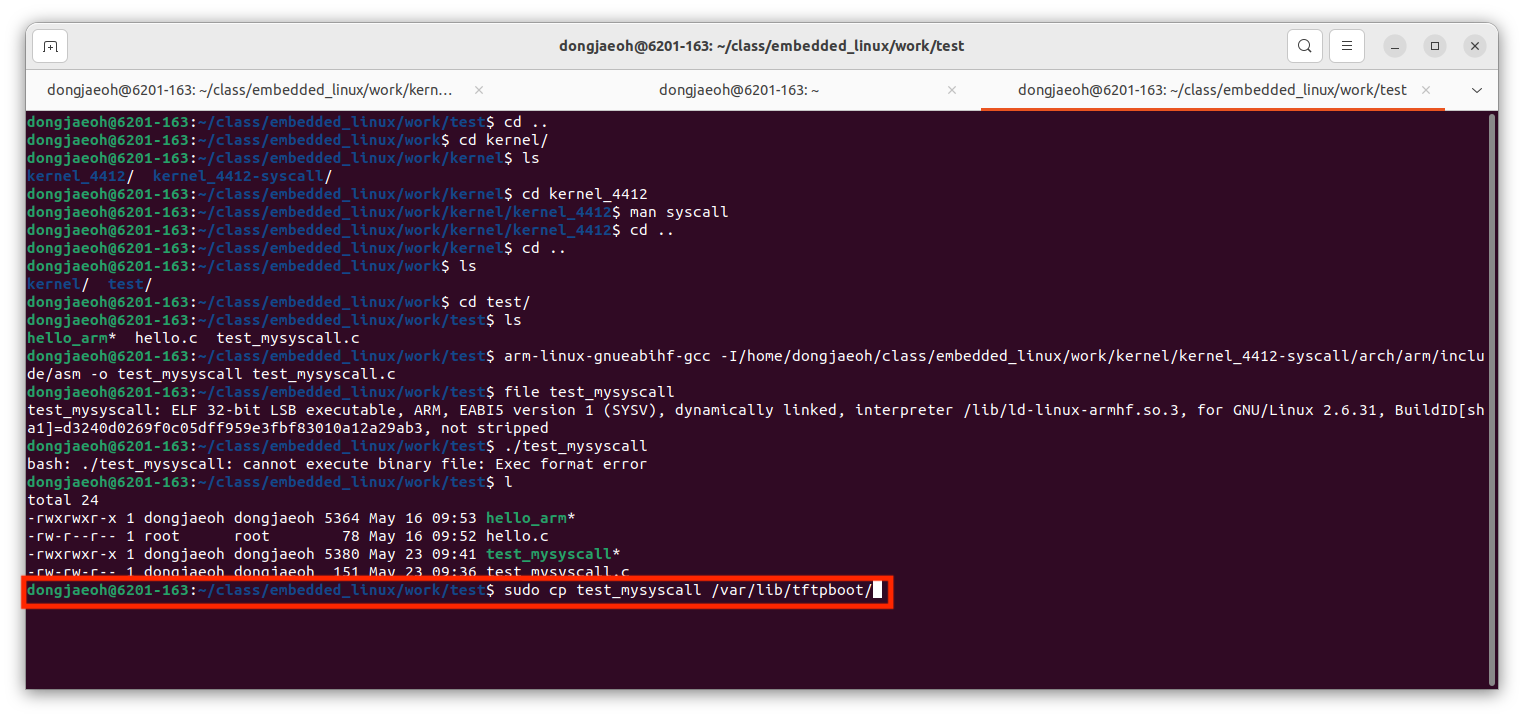 dongjaeoh@6201-163: ~/class/embedded_linux/work/test
dongjaeoh@6201-163: ~/class/embedded_linux/work/kern...
dongjaeoh@6201-163: ~
dongjaeoh@6201-163: ~/class/embedded_linux/work/test
dongjaeoh@6201-163:~/class/embedded_linux/work/test$ cd ..
dongjaeoh@6201-163:~/class/embedded_linux/work$ cd kernel/
dongjaeoh@6201-163:~/class/embedded_linux/work/kernel$ ls
kernel_4412/  kernel_4412-syscall/
dongjaeoh@6201-163:~/class/embedded_linux/work/kernel$ cd kernel_4412
dongjaeoh@6201-163:~/class/embedded_linux/work/kernel/kernel_4412$ man syscall
dongjaeoh@6201-163:~/class/embedded_linux/work/kernel/kernel_4412$ cd ..
dongjaeoh@6201-163:~/class/embedded_linux/work/kernel$ cd ..
dongjaeoh@6201-163:~/class/embedded_linux/work$ ls
kernel/  test/
dongjaeoh@6201-163:~/class/embedded_linux/work$ cd test/
dongjaeoh@6201-163:~/class/embedded_linux/work/test$ ls
hello_arm*  hello.c  test_mysyscall.c
dongjaeoh@6201-163:~/class/embedded_linux/work/test$ arm-linux-gnueabihf-gcc -I/home/dongjaeoh/class/embedded_linux/work/kernel/kernel_4412-syscall/arch/arm/inclu
de/asm -o test_mysyscall test_mysyscall.c
dongjaeoh@6201-163:~/class/embedded_linux/work/test$ file test_mysyscall
test_mysyscall: ELF 32-bit LSB executable, ARM, EABI5 version 1 (SYSV), dynamically linked, interpreter /lib/ld-linux-armhf.so.3, for GNU/Linux 2.6.31, BuildID[sh
a1]=d3240d0269f0c05dff959e3fbf83010a12a29ab3, not stripped
dongjaeoh@6201-163:~/class/embedded_linux/work/test$ ./test_mysyscall
bash: ./test_mysyscall: cannot execute binary file: Exec format error
dongjaeoh@6201-163:~/class/embedded_linux/work/test$ l
total 24
-rwxrwxr-x 1 dongjaeoh dongjaeoh 5364 May 16 09:53 hello_arm*
-rw-r--r-- 1 root      root        78 May 16 09:52 hello.c
-rwxrwxr-x 1 dongjaeoh dongjaeoh 5380 May 23 09:41 test_mysyscall*
-rw-rw-r-- 1 dongjaeoh dongjaeoh  151 May 23 09:36 test_mysyscall.c
dongjaeoh@6201-163:~/class/embedded_linux/work/test$ sudo cp test_mysyscall /var/lib/tftpboot/